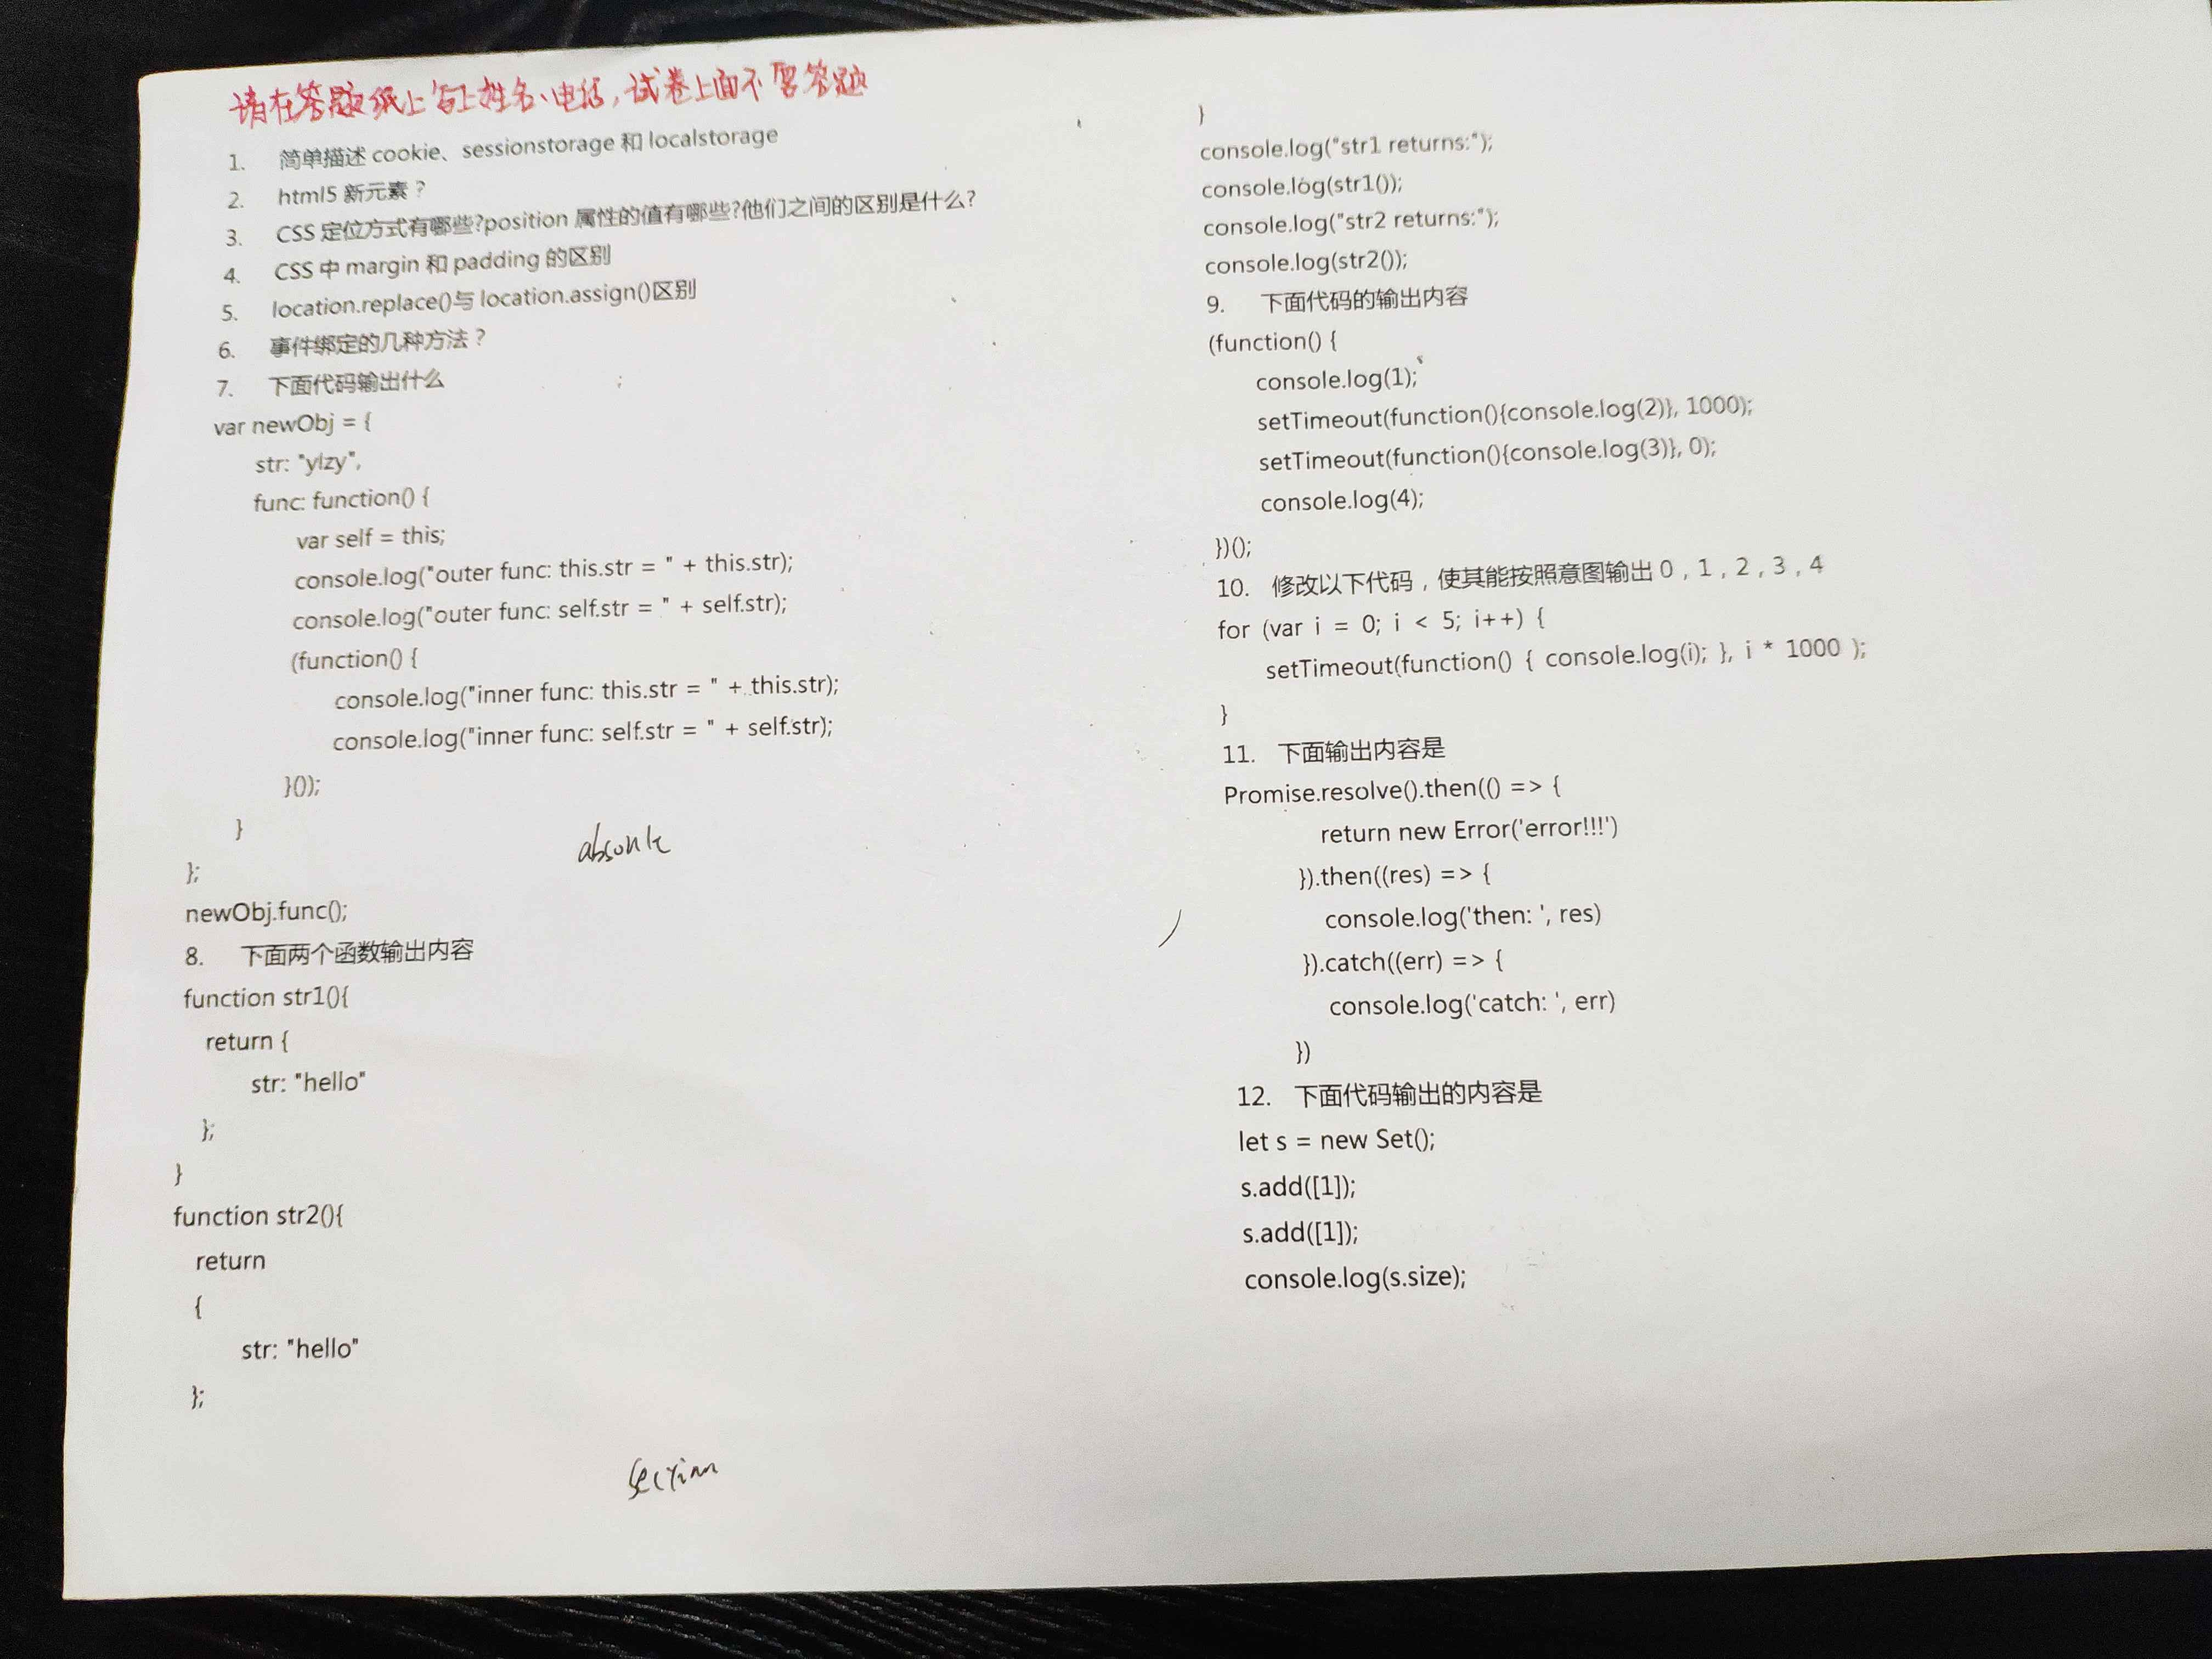 请在答题纸上写上姓名、电话，试卷上面不容答题
1. 简单描述 cookie、sessionstorage 和 localstorage
2. html5 新元素？
3. CSS 定位方式有哪些?position 属性的值有哪些?他们之间的区别是什么?
4. CSS 中 margin 和 padding 的区别
5. location.replace()与 location.assign()区别
6. 事件绑定的几种方法？
7. 下面代码输出什么
var newObj = {
str: "ylzy",
func: function() {
var self = this;
console.log("outer func: this.str = " + this.str);
console.log("outer func: self.str = " + self.str);
(function() {
console.log("inner func: this.str = " + this.str);
console.log("inner func: self.str = " + self.str);
}());
}
};
newObj.func();
8. 下面两个函数输出内容
function str1(){
return {
str: "hello"
};
}
function str2(){
return
{
str: "hello"
};
section
}
console.log("str1 returns:");
console.log(str1());
console.log("str2 returns:");
console.log(str2());
9. 下面代码的输出内容
(function() {
console.log(1);
setTimeout(function(){console.log(2)}, 1000);
setTimeout(function(){console.log(3)}, 0);
console.log(4);
})();
10. 修改以下代码，使其能按照意图输出 0，1，2，3，4
for (var i = 0; i < 5; i++) {
setTimeout(function() { console.log(i); }, i * 1000 );
}
11. 下面输出内容是
Promise.resolve().then(() => {
return new Error('error!!!')
}).then((res) => {
console.log('then: ', res)
}).catch((err) => {
console.log('catch: ', err)
})
12. 下面代码输出的内容是
let s = new Set();
s.add([1]);
s.add([1]);
console.log(s.size);